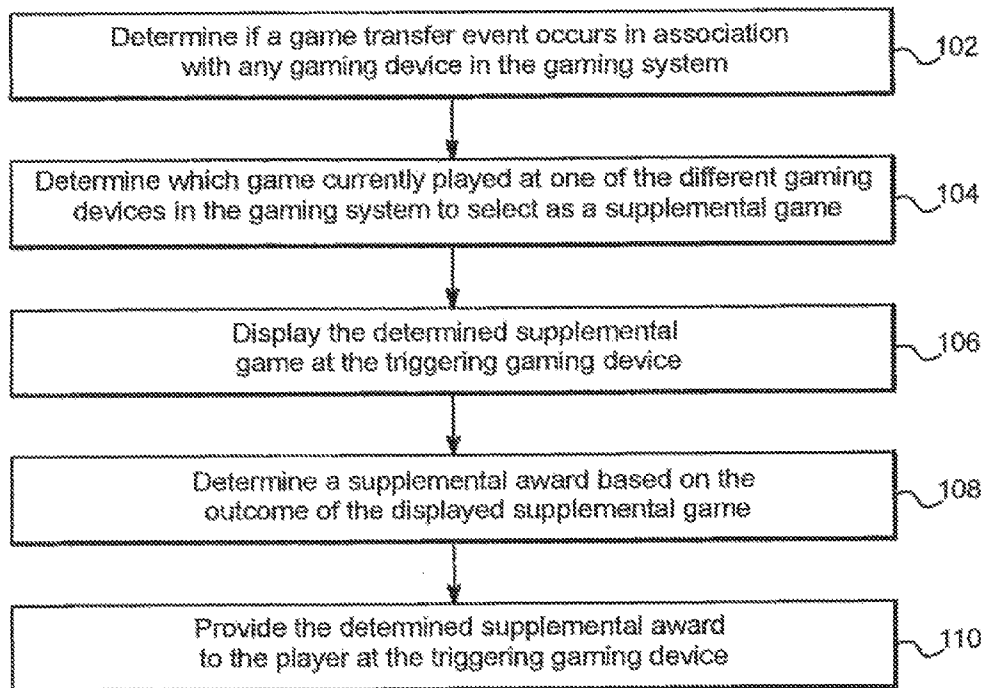 Determine if a game transfer event occurs in association
with any gaming device in the gaming system
102
Determine which game currently played at one of the different gaming
devices in the gaming system to select as a supplemental game
104
Display the determined supplemental
game at the triggering gaming device
106
Determine a supplemental award based on the
outcome of the displayed supplemental game
108
Provide the determined supplemental award
to the player at the triggering gaming device
110